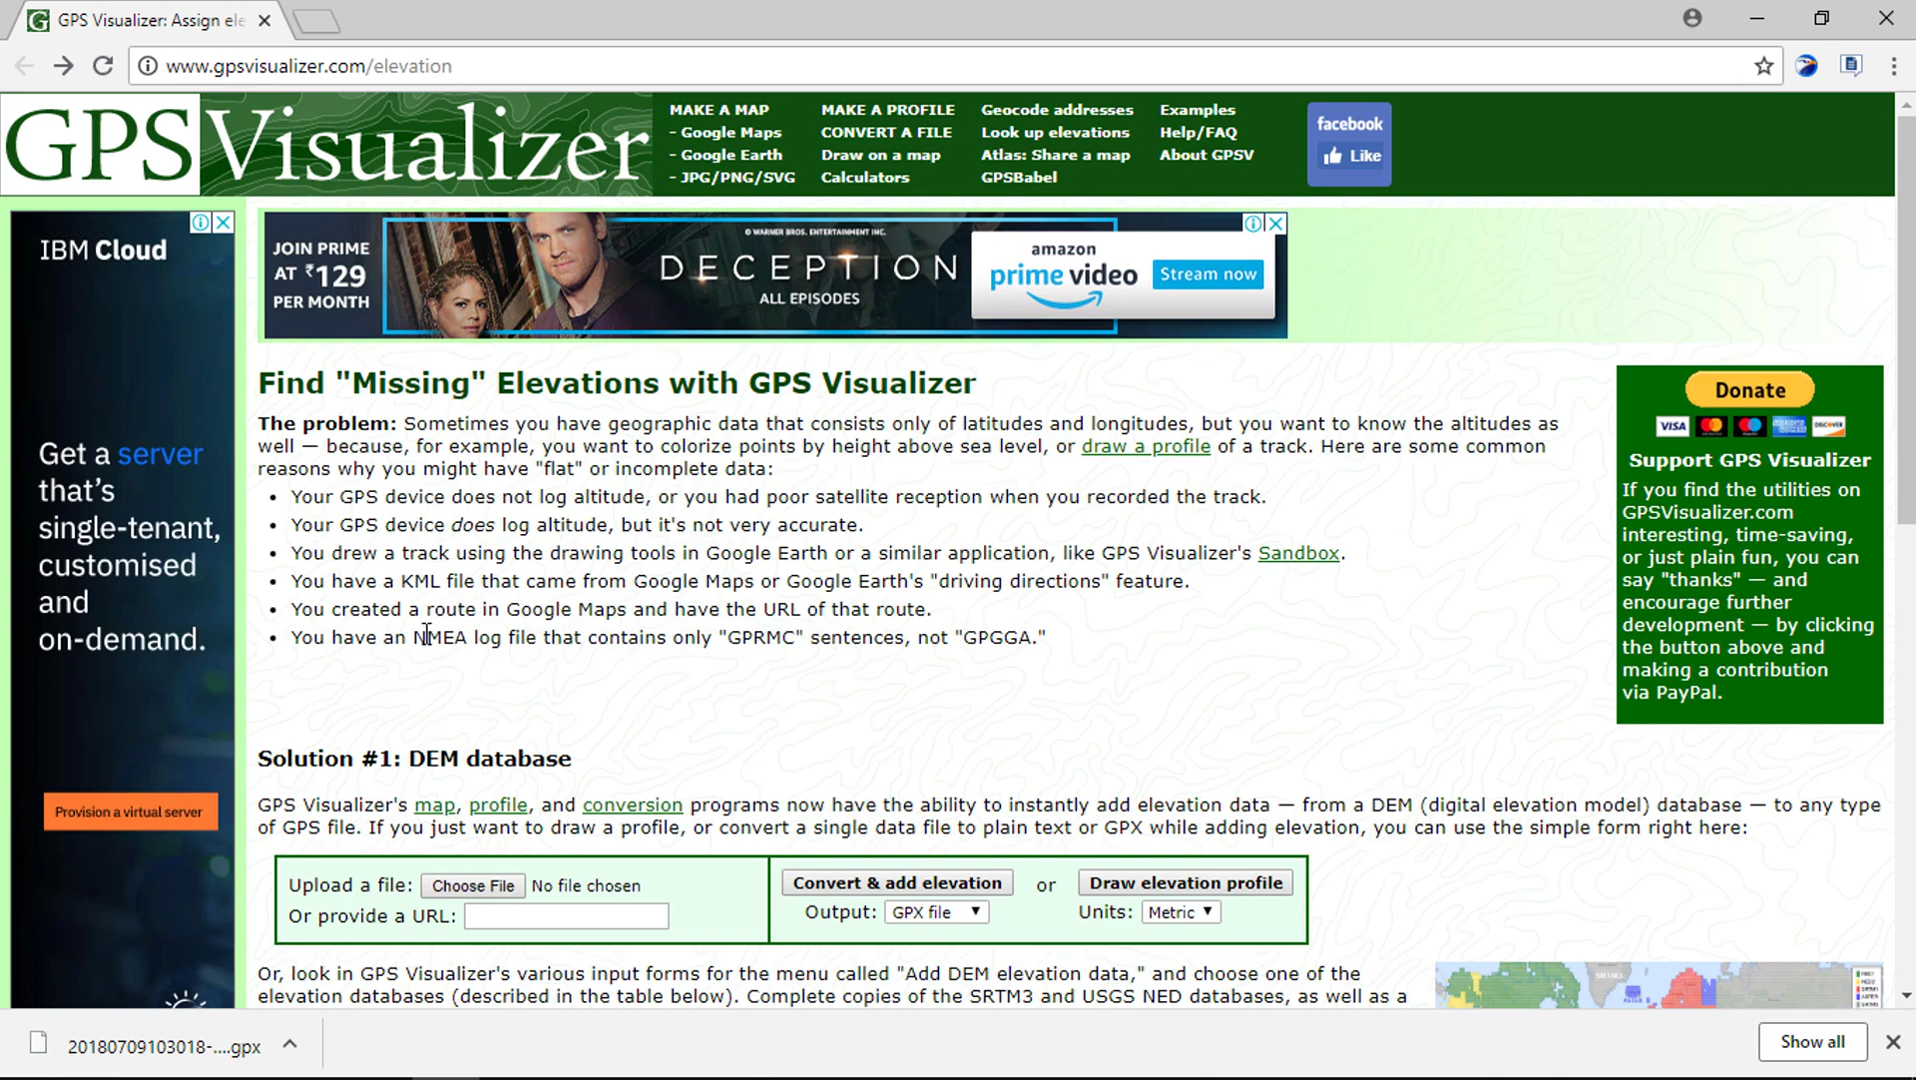 GPS Visualizer: Assign ele
www.gpsvisualizer.com/elevation
GPSVisualizer
MAKE A MAP
- Google Maps
- Google Earth
- JPG/PNG/SVG
MAKE A PROFILE
CONVERT A FILE
Draw on a map
Calculators
Geocode addresses
Look up elevations
Atlas: Share a map
GPSBabel
Examples
Help/FAQ
About GPSV
facebook
Like
IBM Cloud
Get a server
that's
single-tenant,
customised
and
on-demand.
Provision a virtual server
JOIN PRIME
AT ₹129
PER MONTH
© WARNER BROS. ENTERTAINMENT INC.
DECEPTION
ALL EPISODES
amazon
prime video
Stream now
Find "Missing" Elevations with GPS Visualizer
The problem: Sometimes you have geographic data that consists only of latitudes and longitudes, but you want to know the altitudes as
well — because, for example, you want to colorize points by height above sea level, or draw a profile of a track. Here are some common
reasons why you might have "flat" or incomplete data:
• Your GPS device does not log altitude, or you had poor satellite reception when you recorded the track.
• Your GPS device does log altitude, but it's not very accurate.
• You drew a track using the drawing tools in Google Earth or a similar application, like GPS Visualizer's Sandbox.
• You have a KML file that came from Google Maps or Google Earth's "driving directions" feature.
• You created a route in Google Maps and have the URL of that route.
• You have an NMEA log file that contains only "GPRMC" sentences, not "GPGGA."
Donate
VISA
DISCOVER
Support GPS Visualizer
If you find the utilities on
GPSVisualizer.com
interesting, time-saving,
or just plain fun, you can
say "thanks" — and
encourage further
development — by clicking
the button above and
making a contribution
via PayPal.
Solution #1: DEM database
GPS Visualizer's map, profile, and conversion programs now have the ability to instantly add elevation data — from a DEM (digital elevation model) database — to any type
of GPS file. If you just want to draw a profile, or convert a single data file to plain text or GPX while adding elevation, you can use the simple form right here:
Upload a file: Choose File No file chosen
Or provide a URL:
Convert & add elevation or Draw elevation profile
Output: GPX file Units: Metric
Or, look in GPS Visualizer's various input forms for the menu called "Add DEM elevation data," and choose one of the
elevation databases (described in the table below). Complete copies of the SRTM3 and USGS NED databases, as well as a
20180709103018-....gpx
Show all